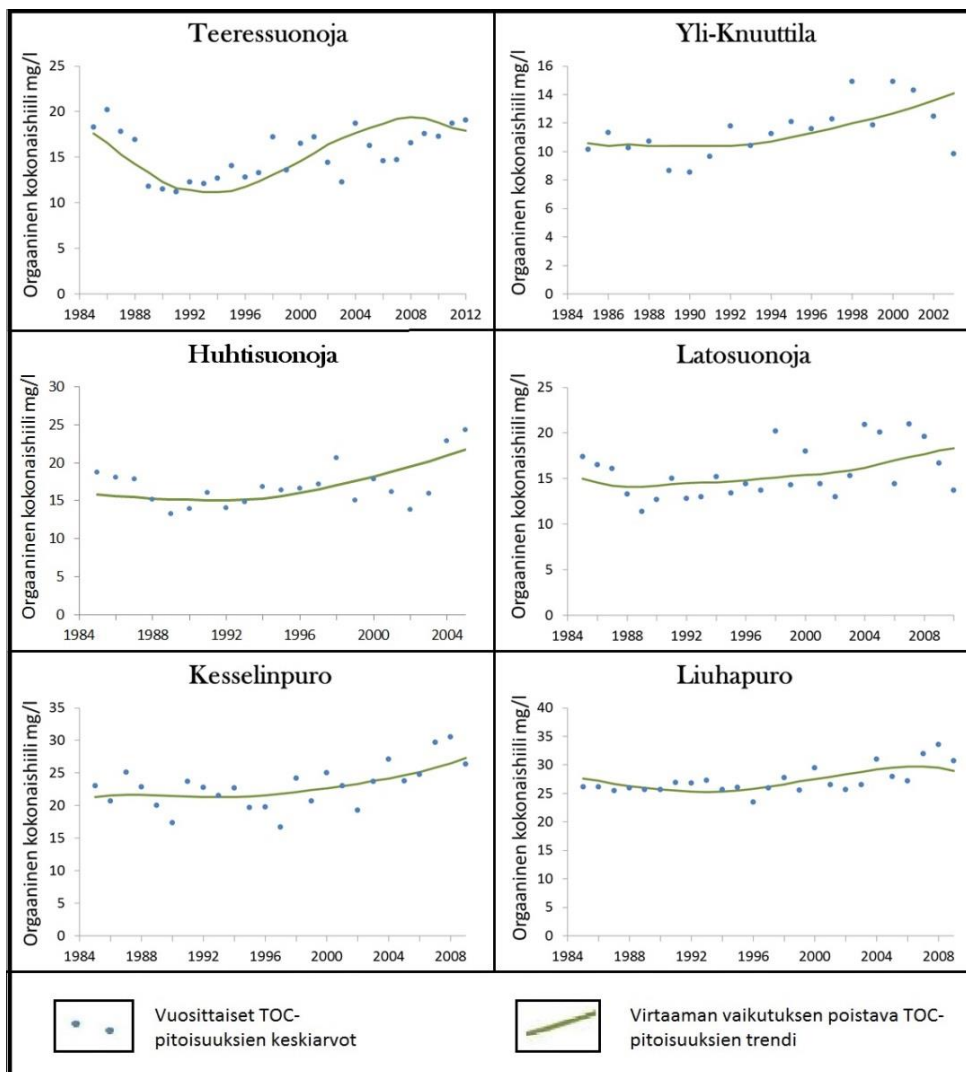 Teeressuonoja
Orgaaninen kokonaishiili mg/l
25
20
15
10
5
0
1984 1988 1992 1996 2000 2004 2008 2012
Yli-Knuuttila
Orgaaninen kokonaishiili mg/l
16
14
12
10
8
6
4
2
0
1984 1986 1988 1990 1992 1994 1996 1998 2000 2002
Huhtisuonoja
Orgaaninen kokonaishiili mg/l
30
25
20
15
10
5
0
1984 1988 1992 1996 2000 2004
Latosuonoja
Orgaaninen kokonaishiili mg/l
25
20
15
10
5
0
1984 1988 1992 1996 2000 2004 2008
Kesselinpuro
Orgaaninen kokonaishiili mg/l
35
30
25
20
15
10
5
0
1984 1988 1992 1996 2000 2004 2008
Liuhapuro
Orgaaninen kokonaishiili mg/l
40
35
30
25
20
15
10
5
0
1984 1988 1992 1996 2000 2004 2008
Vuosittaiset TOC-
pitoisuuksien keskiarvot
Virtaaman vaikutuksen poistava TOC-
pitoisuuksien trendi